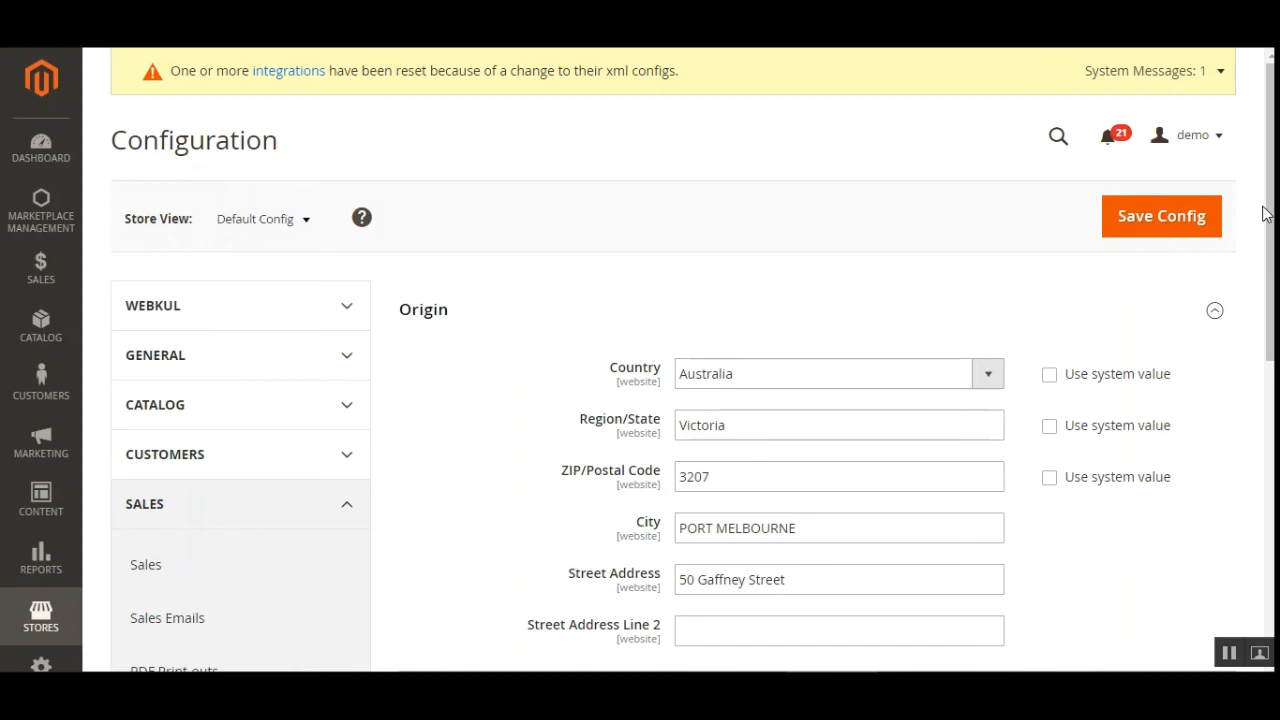 One or more integrations have been reset because of a change to their xml configs.
System Messages: 1
Configuration
21
demo
Store View:
Default Config
?
Save Config
DASHBOARD
MARKETPLACE
MANAGEMENT
SALES
CATALOG
CUSTOMERS
MARKETING
CONTENT
REPORTS
STORES
WEBKUL
GENERAL
CATALOG
CUSTOMERS
SALES
Sales
Sales Emails
PDF Print-outs
Origin
Country
[website]
Australia
Use system value
Region/State
[website]
Victoria
Use system value
ZIP/Postal Code
[website]
3207
Use system value
City
[website]
PORT MELBOURNE
Street Address
[website]
50 Gaffney Street
Street Address Line 2
[website]